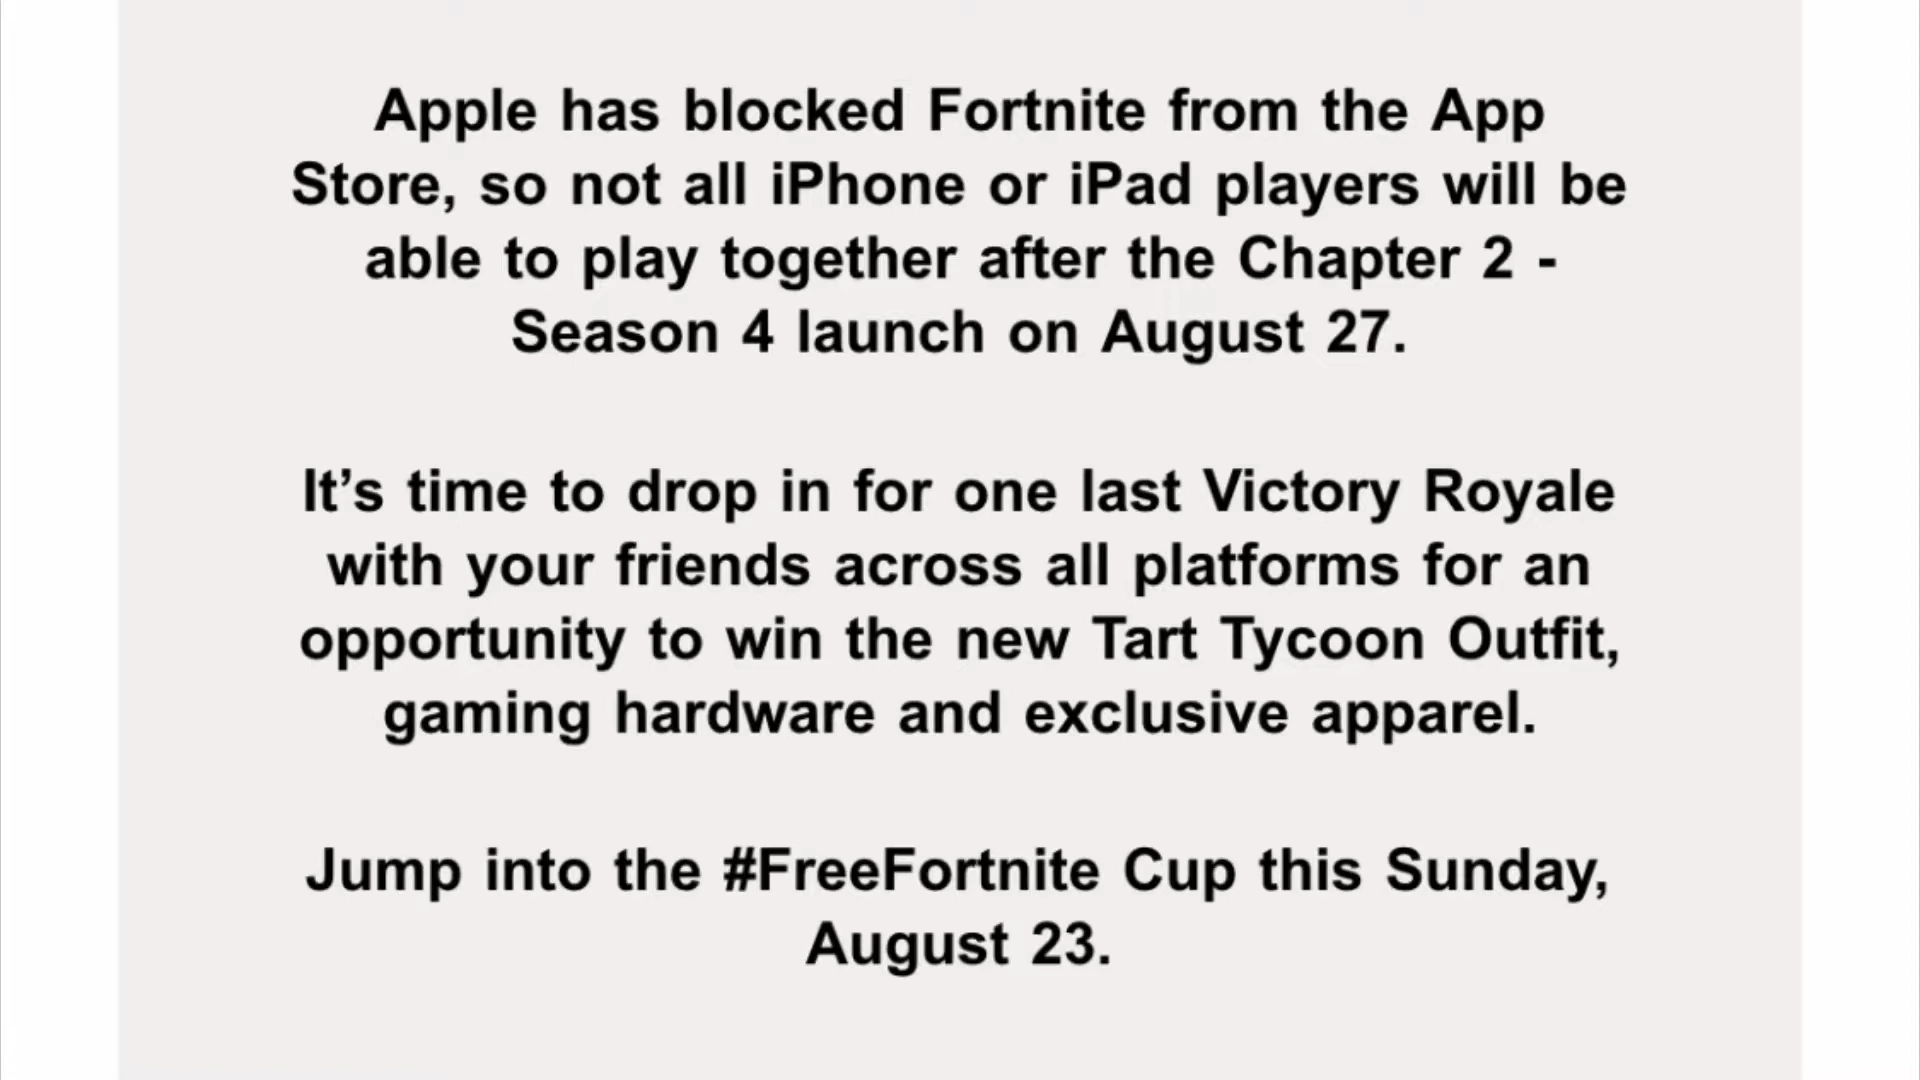 Apple has blocked Fortnite from the App
Store, so not all iPhone or iPad players will be
able to play together after the Chapter 2 -
Season 4 launch on August 27.
It’s time to drop in for one last Victory Royale
with your friends across all platforms for an
opportunity to win the new Tart Tycoon Outfit,
gaming hardware and exclusive apparel.
Jump into the #FreeFortnite Cup this Sunday,
August 23.